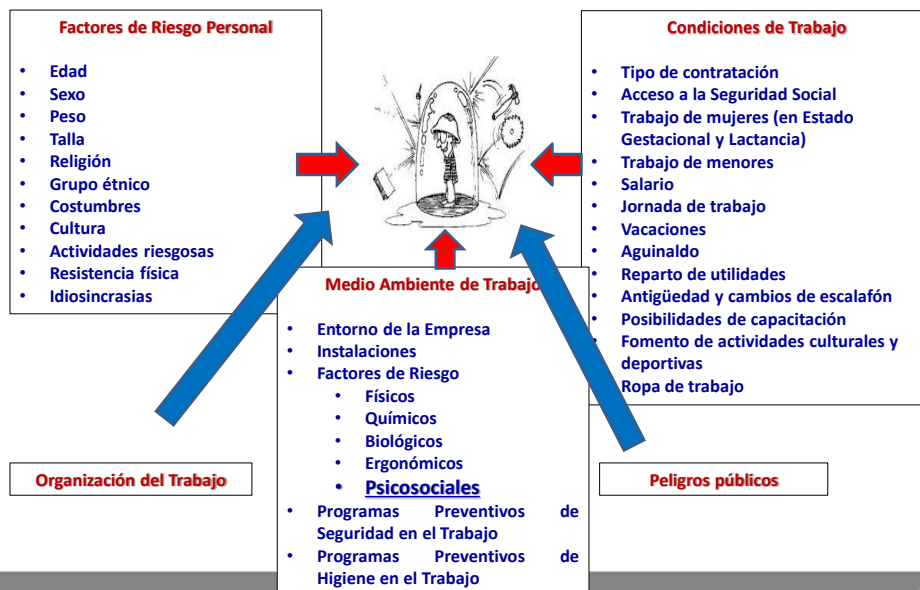 Factores de Riesgo Personal
Edad
Sexo
Peso
Talla
Religión
Grupo étnico
Costumbres
Cultura
Actividades riesgosas
Resistencia física
Idiosincrasias
Condiciones de Trabajo
Tipo de contratación
Acceso a la Seguridad Social
Trabajo de mujeres (en Estado
Gestacional y Lactancia)
Trabajo de menores
Salario
Jornada de trabajo
Vacaciones
Aguinaldo
Reparto de utilidades
Antigüedad y cambios de escalafón
Posibilidades de capacitación
Fomento de actividades culturales y
deportivas
Ropa de trabajo
Medio Ambiente de Trabajo
Entorno de la Empresa
Instalaciones
Factores de Riesgo
Físicos
Químicos
Biológicos
Ergonómicos
Psicosociales
Programas Preventivos de
Seguridad en el Trabajo
Programas Preventivos de
Higiene en el Trabajo
Organización del Trabajo
Peligros públicos